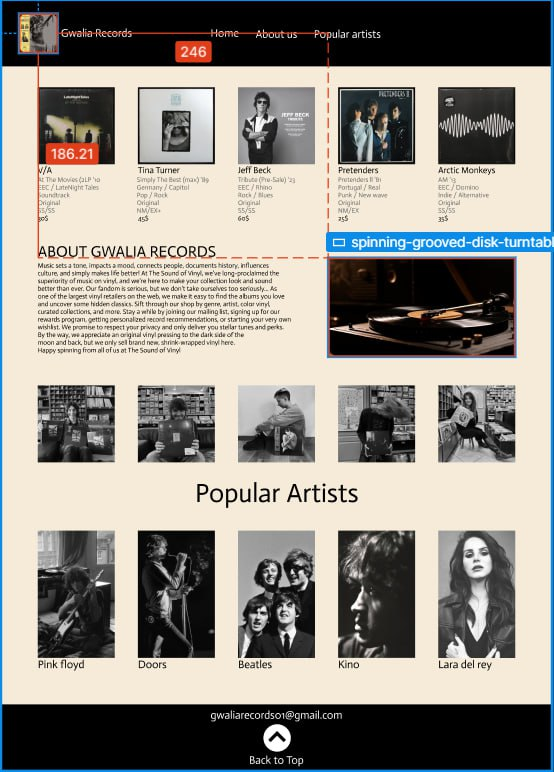 Gwalia Records Home About us Popular artists
246
LateNightTales
PRETENDERS II
JEFF BECK
TRIBUTE
186.21
V/A
At The Movies (2LP '10
EEC / LateNight Tales
Soundtrack
Original
SS/SS
30$
Tina Turner
Simply The Best (max) '89
Germany / Capitol
Pop / Rock
Original
NM/EX+
45$
Jeff Beck
Tribute (Pre-Sale) '23
EEC / Rhino
Rock / Blues
Original
SS/SS
60$
Pretenders
Pretenders II '81
Portugal / Real
Punk / New wave
Original
NM/EX
25$
Arctic Monkeys
AM '13
EEC / Domino
Indie / Alternative
Original
SS/SS
35$
spinning-grooved-disk-turntabl
ABOUT GWALIA RECORDS
Music sets a tone, impacts a mood, connects people, documents history, influences
culture, and simply makes life better! At The Sound of Vinyl, we've long-proclaimed the
superiority of music on vinyl, and we're here to make your collection look and sound
better than ever. Our fandom is serious, but we don't take ourselves too seriously... As
one of the largest vinyl retailers on the web, we make it easy to find the albums you love
and uncover some hidden classics. Sift through our shop by genre, artist, color vinyl,
curated collections, and more. Stay a while by joining our mailing list, signing up for our
rewards program, getting personalized record recommendations, or starting your very own
wishlist. We promise to respect your privacy and only deliver you stellar tunes and perks.
By the way, we appreciate an original vinyl pressing to the dark side of the
moon and back, but we only sell brand new, shrink-wrapped vinyl here.
Happy spinning from all of us at The Sound of Vinyl
Popular Artists
Pink floyd
Doors
Beatles
Kino
Lara del rey
gwaliarecords01@gmail.com
Back to Top